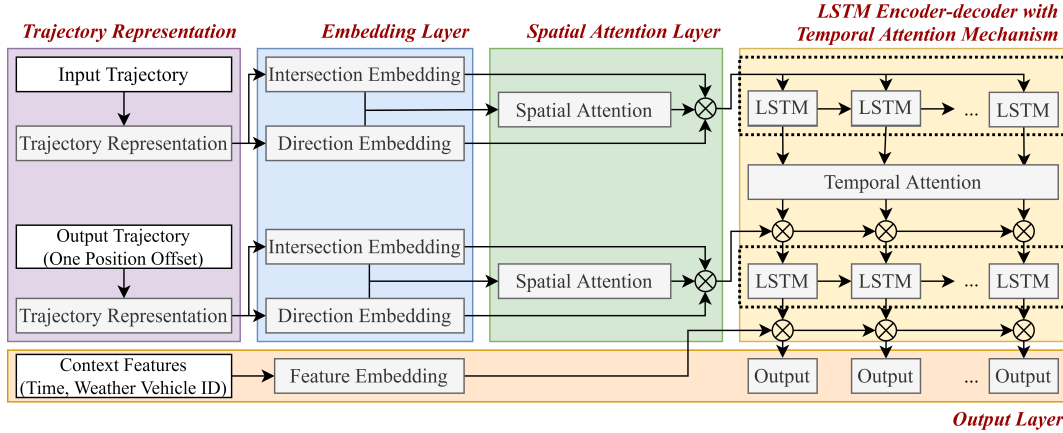 Trajectory Representation
Embedding Layer
Spatial Attention Layer
LSTM Encoder-decoder with
Temporal Attention Mechanism
Input Trajectory
Trajectory Representation
Intersection Embedding
Direction Embedding
Spatial Attention
LSTM
LSTM
...
LSTM
Temporal Attention
Output Trajectory
(One Position Offset)
Trajectory Representation
Intersection Embedding
Direction Embedding
Spatial Attention
LSTM
LSTM
...
LSTM
Context Features
(Time, Weather Vehicle ID)
Feature Embedding
Output
Output
...
Output
Output Layer